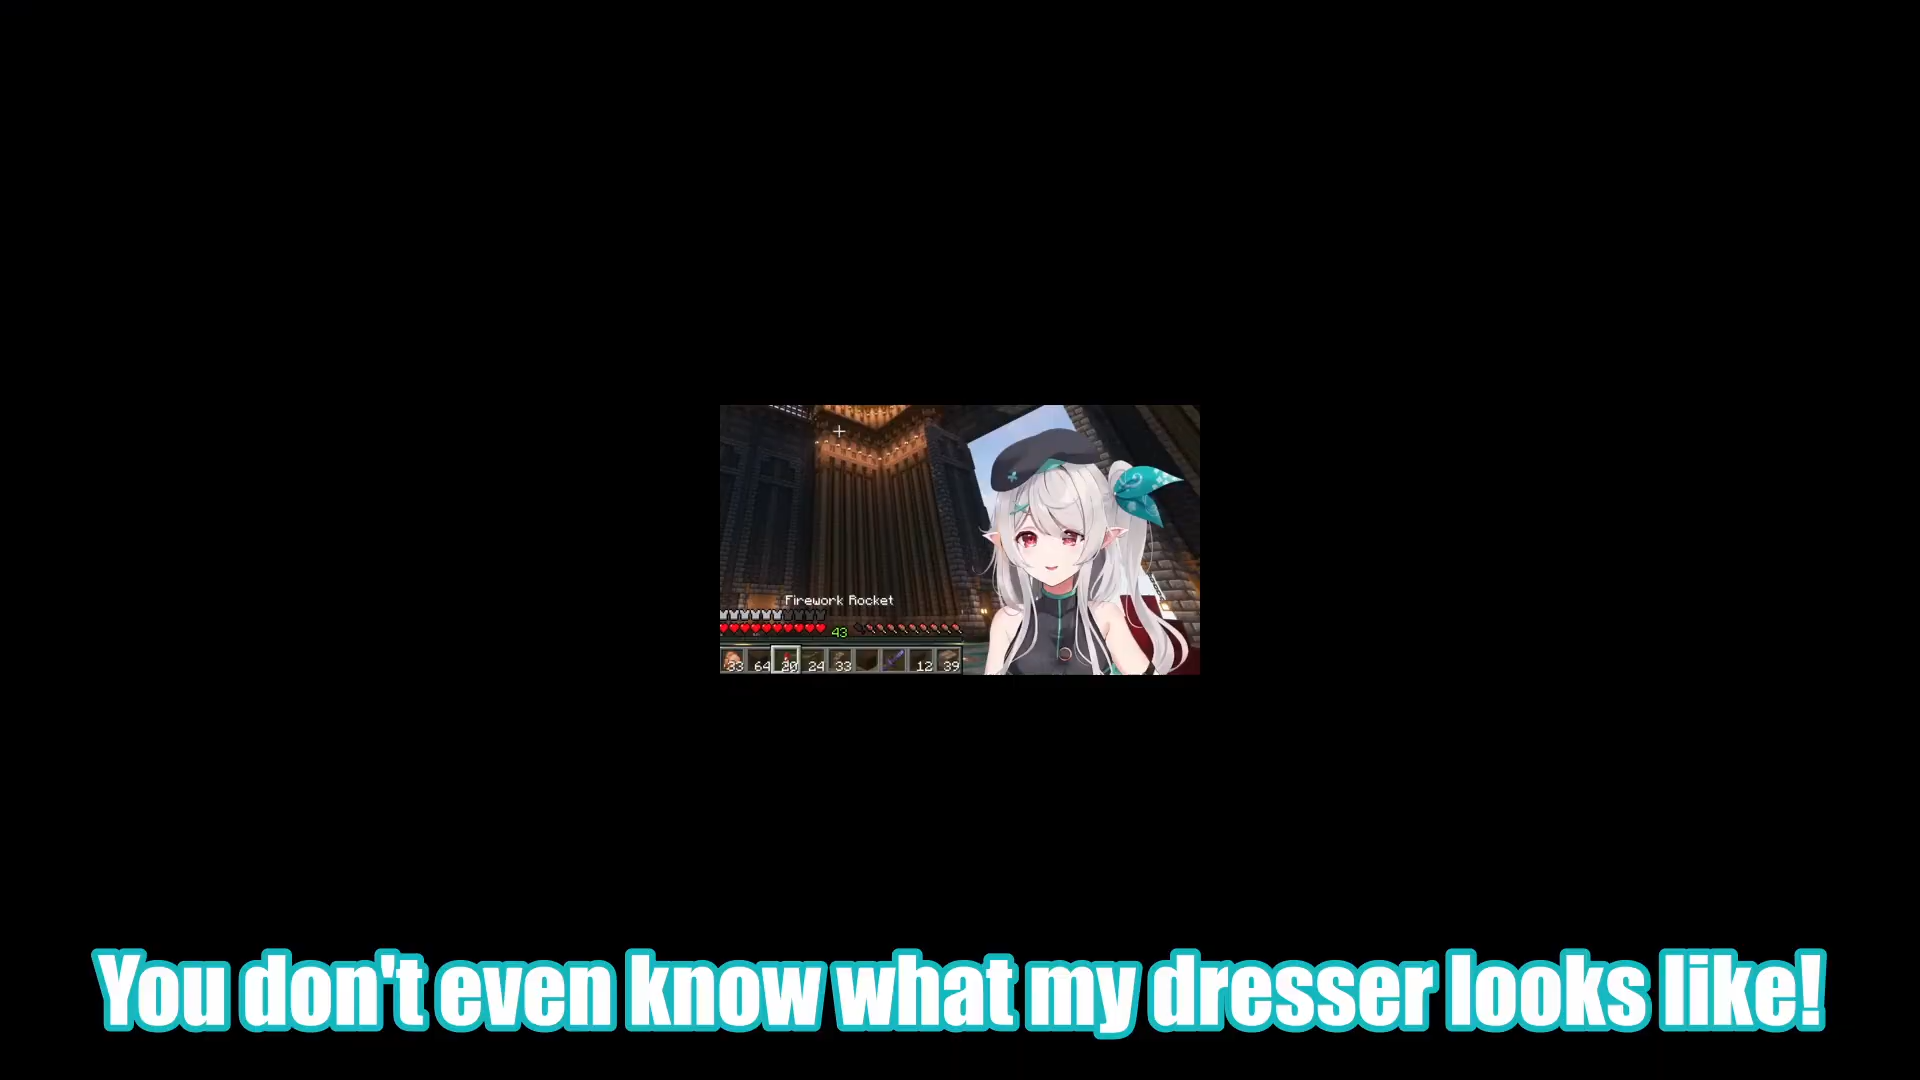 Firework Rocket
43
33 64 20 24 33 12 39
You don't even know what my dresser looks like!